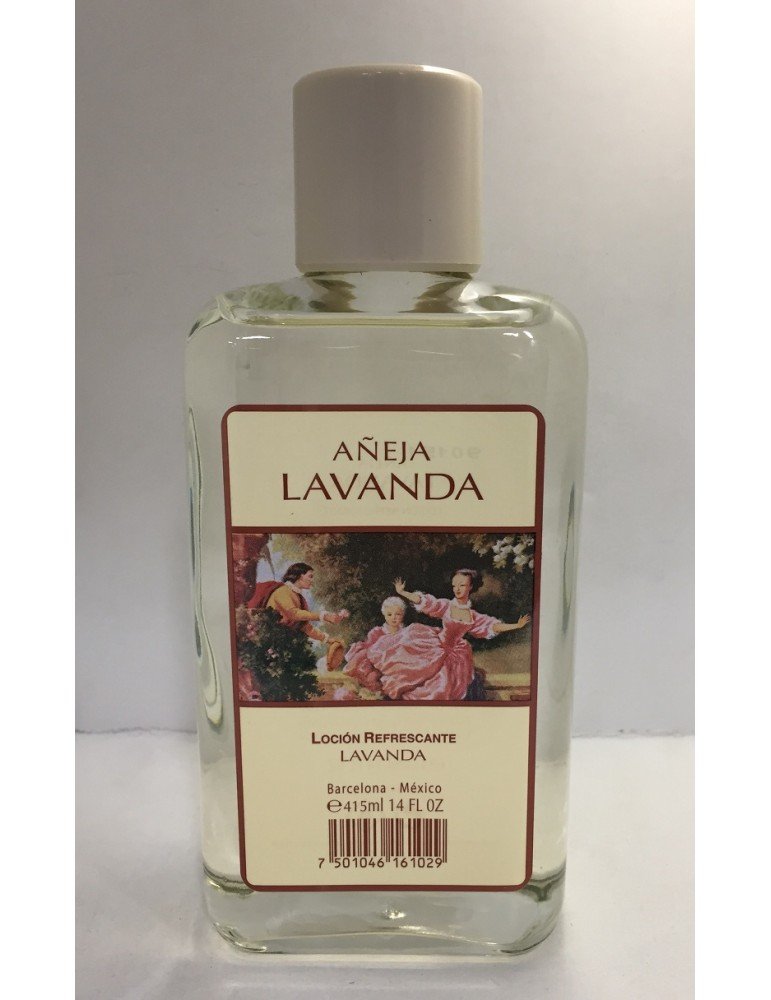 AÑEJA
LAVANDA
LOCIÓN REFRESCANTE
LAVANDA
Barcelona - México
℮415ml 14 FL OZ
7 501046 161029